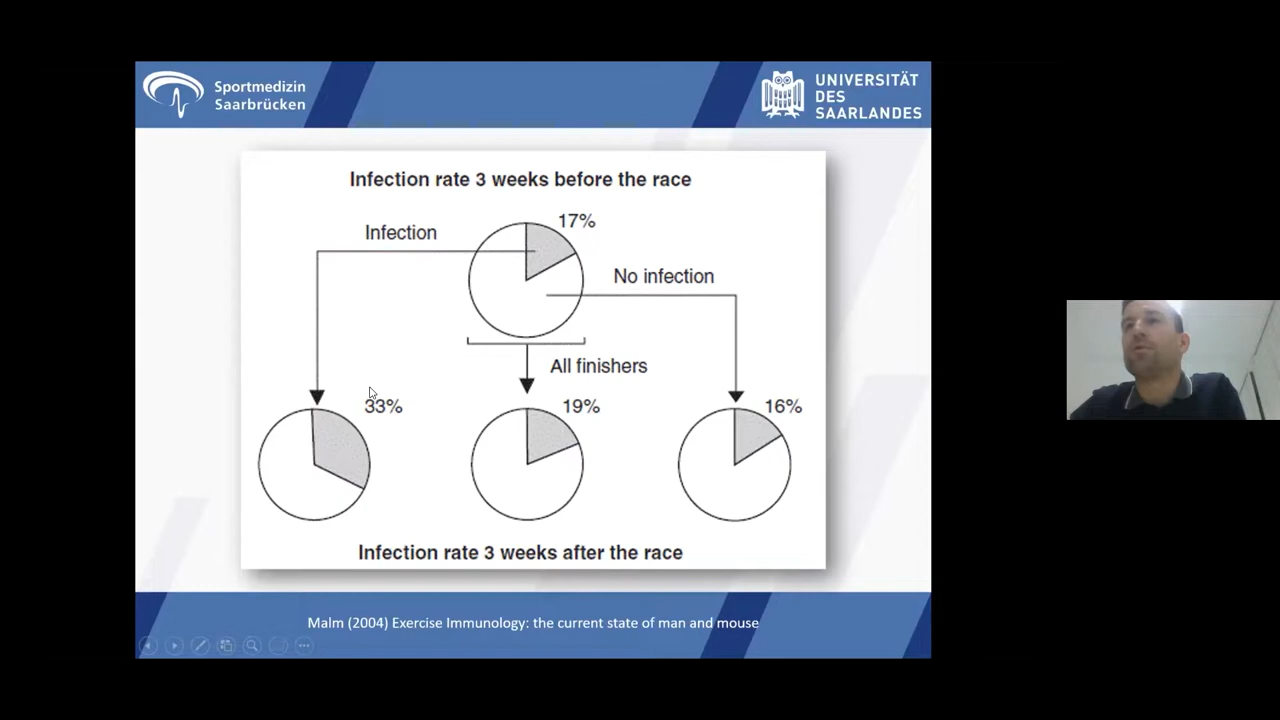 Sportmedizin
Saarbrücken
UNIVERSITÄT
DES
SAARLANDES
Infection rate 3 weeks before the race
17%
Infection
No infection
All finishers
33%
19%
16%
Infection rate 3 weeks after the race
Malm (2004) Exercise Immunology: the current state of man and mouse